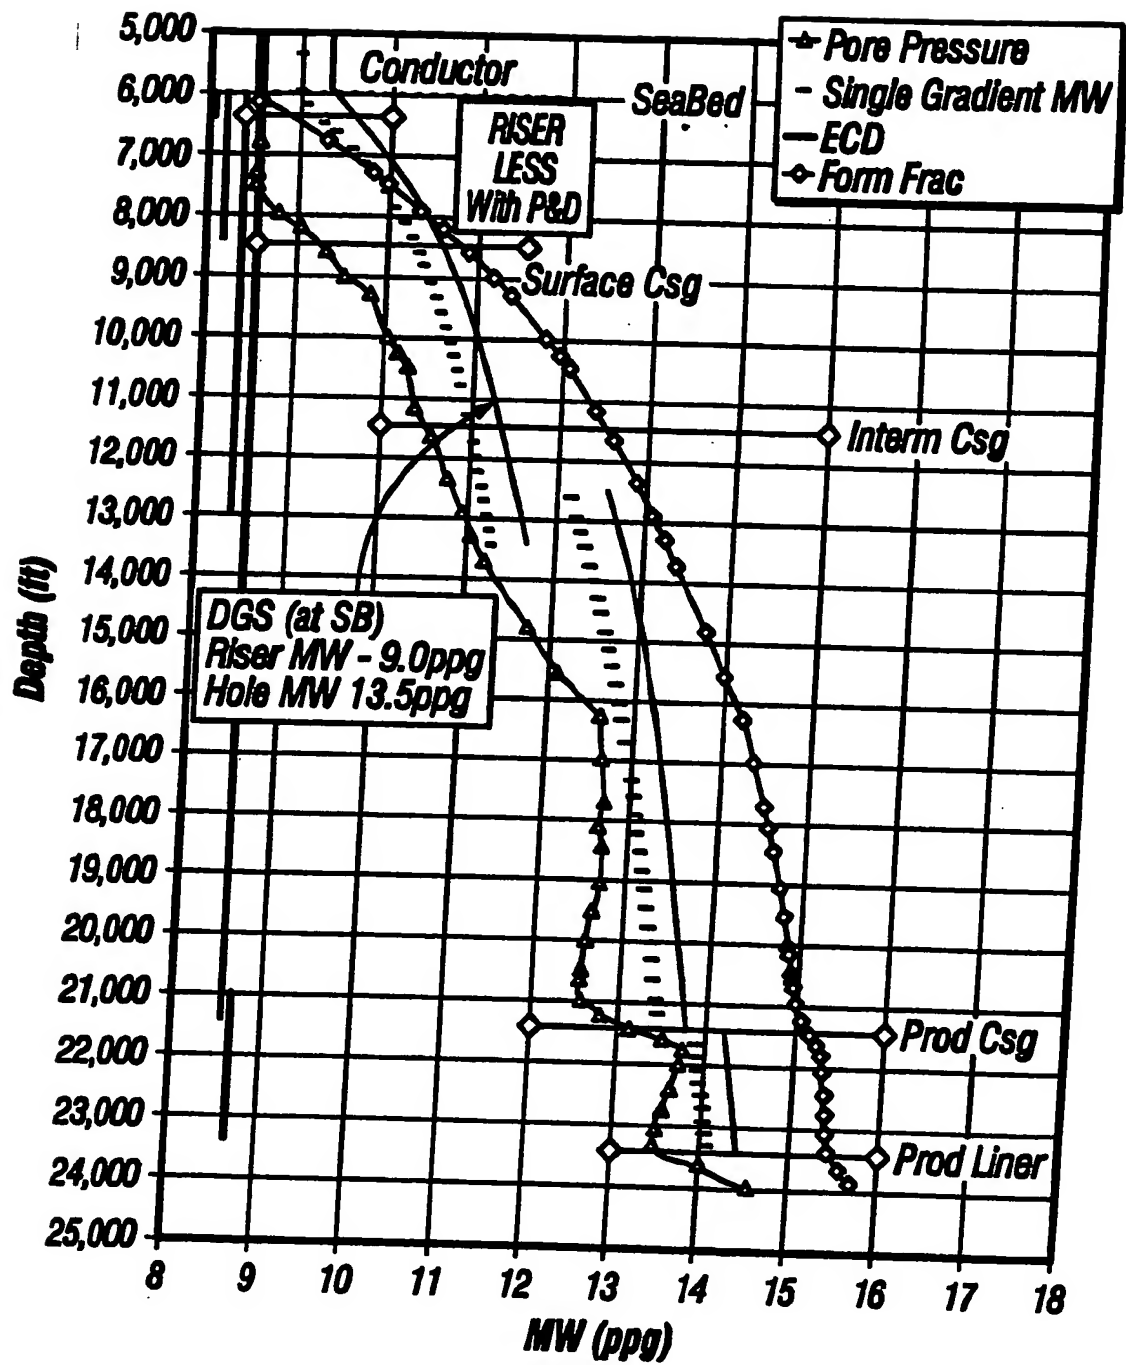 5,000
6,000
7,000
8,000
9,000
10,000
11,000
12,000
13,000
14,000
15,000
16,000
17,000
18,000
19,000
20,000
21,000
22,000
23,000
24,000
25,000
Depth (ft)
8 9 10 11 12 13 14 15 16 17 18
MW (ppg)
Pore Pressure
Single Gradient MW
ECD
Form Frac
Conductor
SeaBed
RISER
LESS
With P&D
Surface Csg
Interm Csg
DGS (at SB)
Riser MW - 9.0ppg
Hole MW 13.5ppg
Prod Csg
Prod Liner